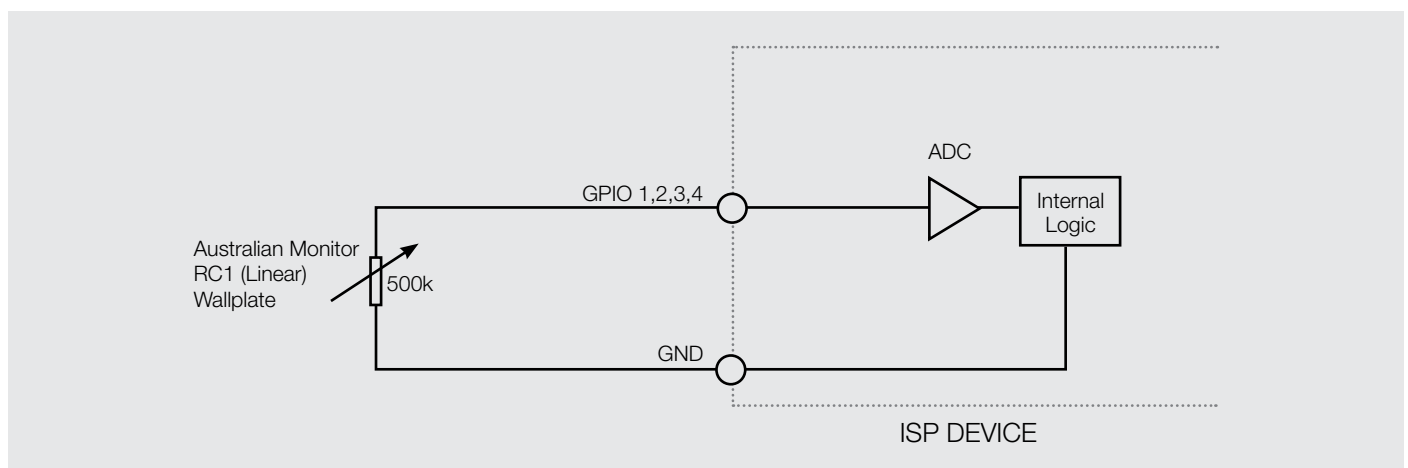 ADC
GPIO 1,2,3,4
Internal
Logic
Australian Monitor
RC1 (Linear)
Wallplate
500k
GND
ISP DEVICE